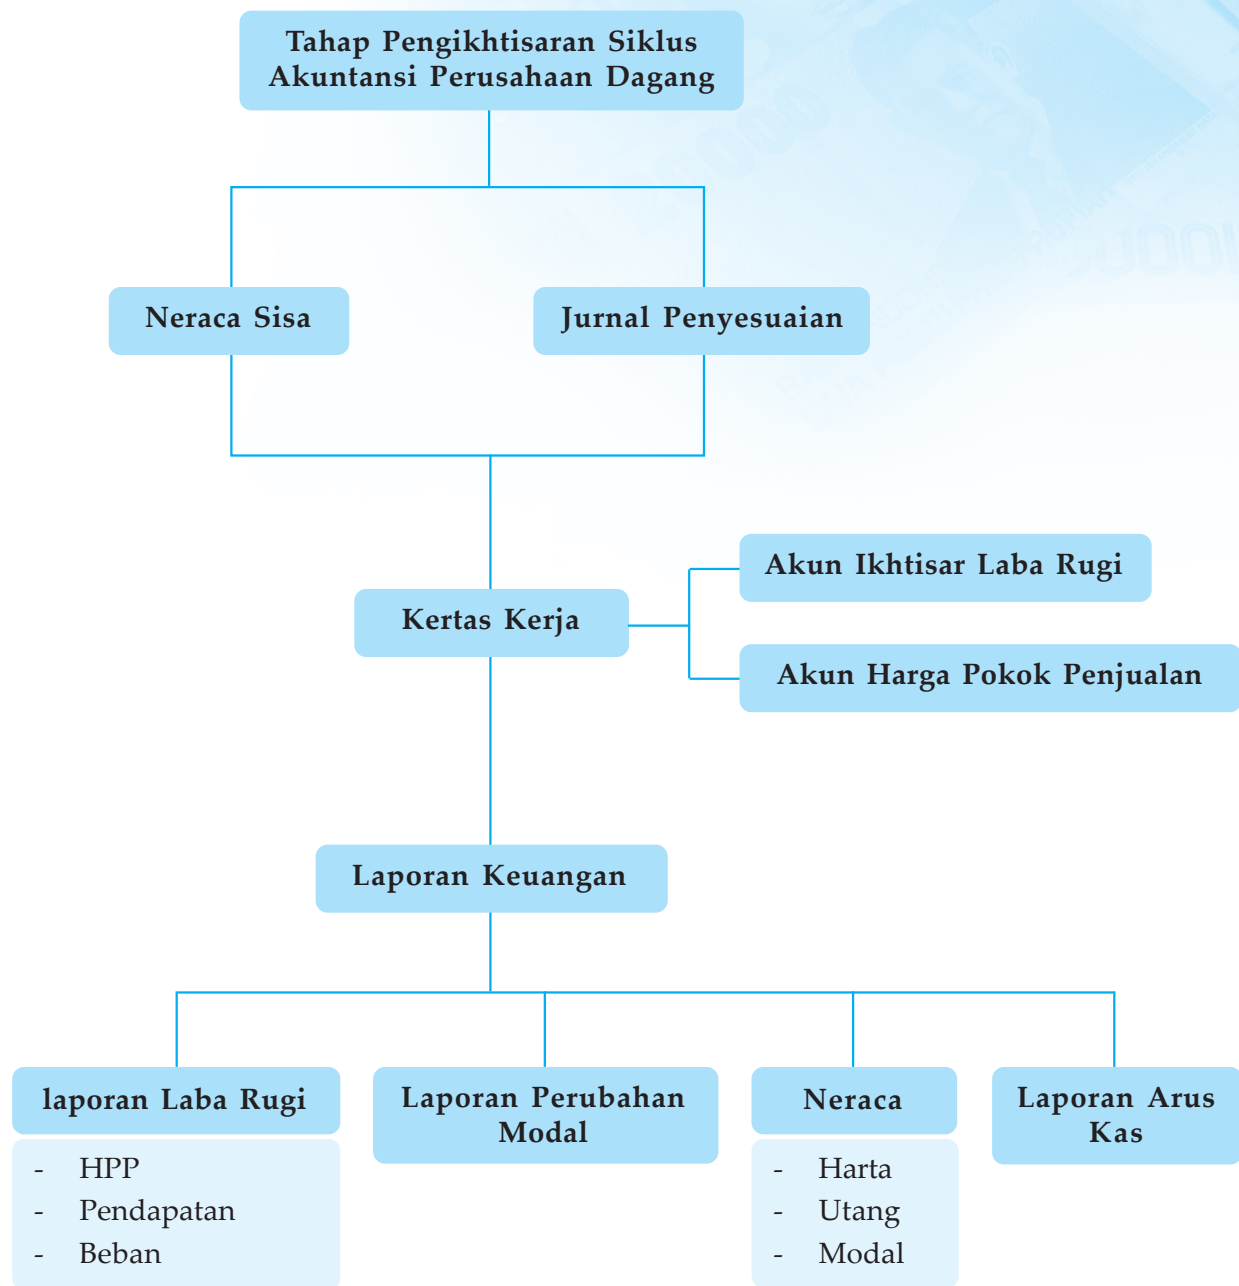 Tahap Pengikhtisaran Siklus
Akuntansi Perusahaan Dagang
Neraca Sisa
Jurnal Penyesuaian
Akun Ikhtisar Laba Rugi
Kertas Kerja
Akun Harga Pokok Penjualan
Laporan Keuangan
laporan Laba Rugi
- HPP
- Pendapatan
- Beban
Laporan Perubahan
Modal
Neraca
- Harta
- Utang
- Modal
Laporan Arus
Kas